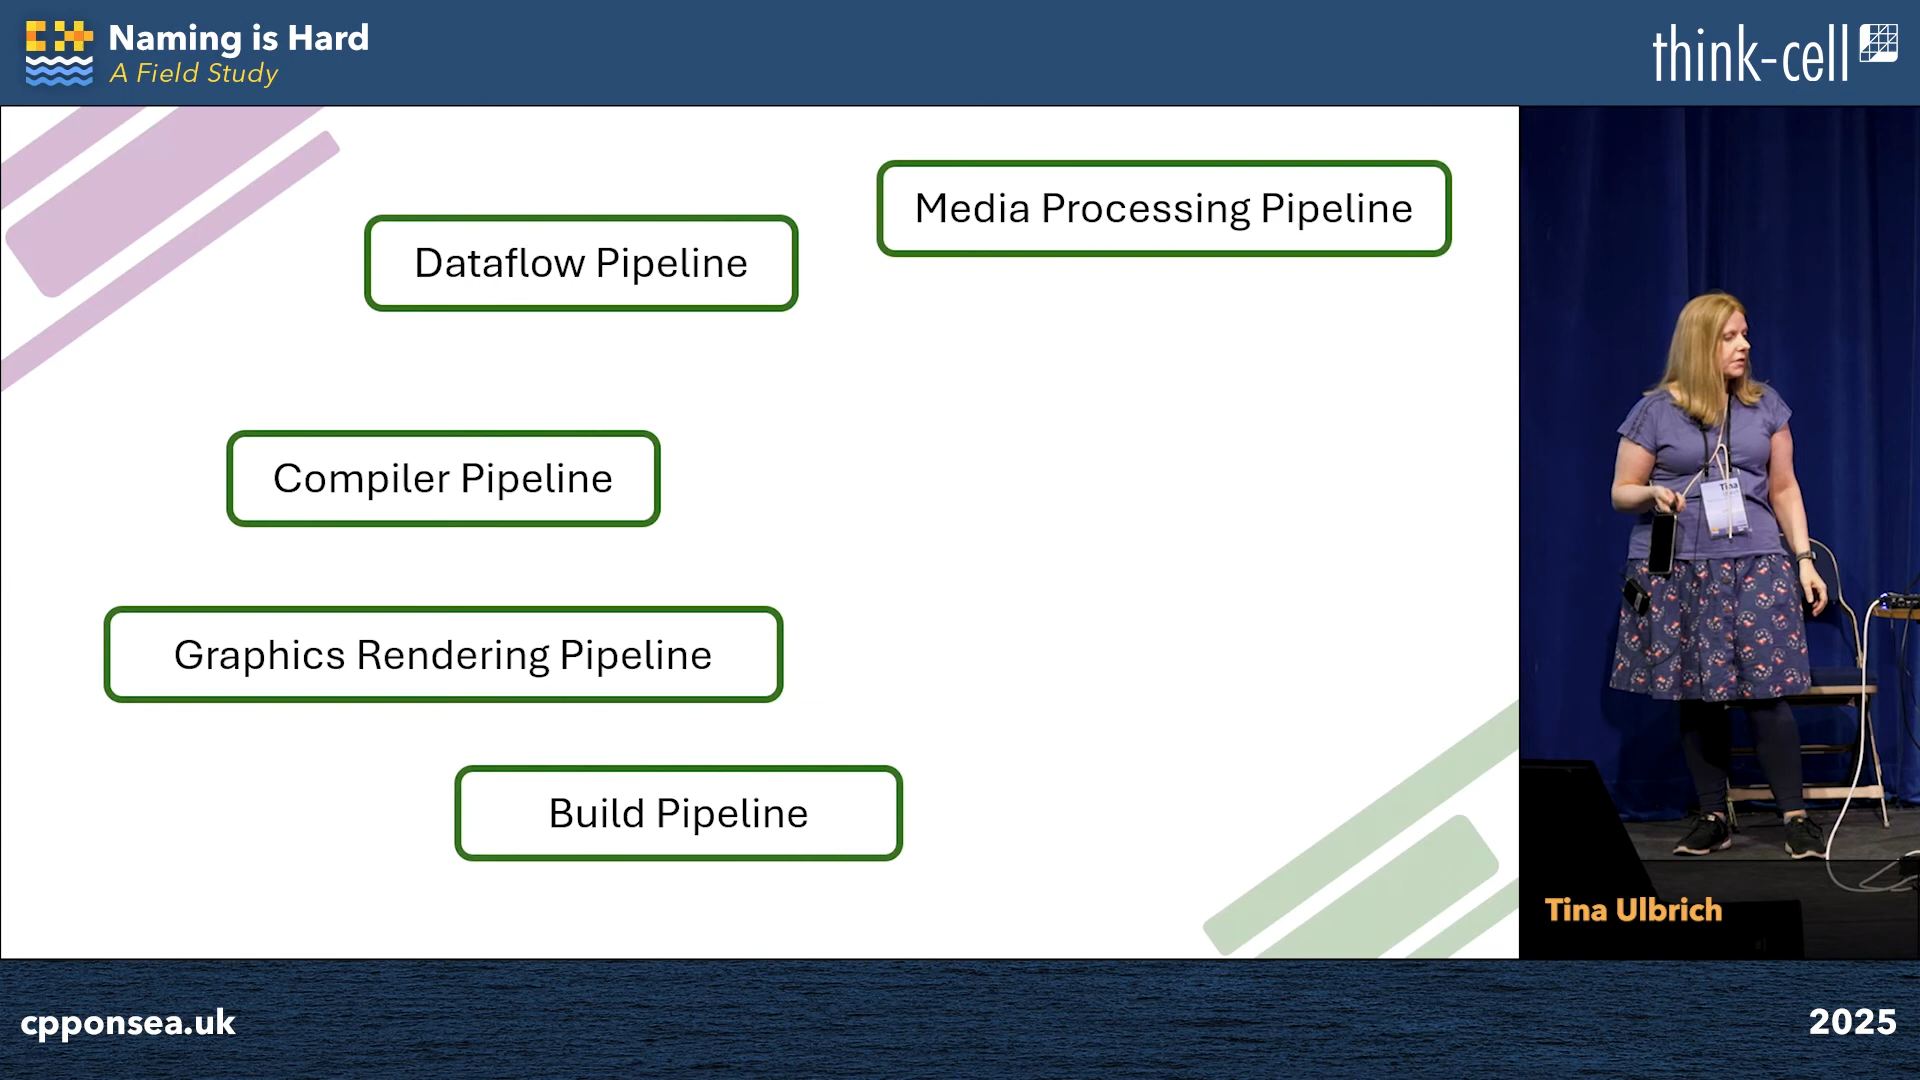 Naming is Hard
A Field Study
think-cell
Media Processing Pipeline
Dataflow Pipeline
Compiler Pipeline
Graphics Rendering Pipeline
Build Pipeline
Tina
Tina Ulbrich
cpponsea.uk
2025